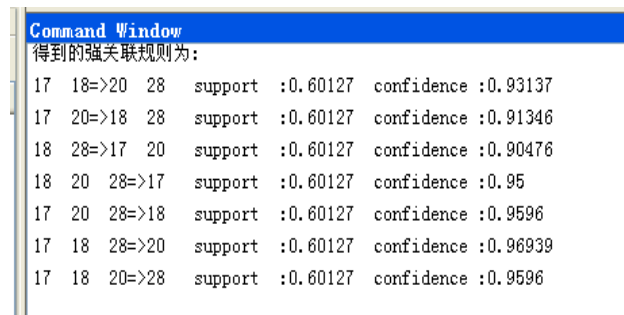 Command Window
得到的强关联规则为:
17  18=>20  28   support  :0.60127  confidence :0.93137
17  20=>18  28   support  :0.60127  confidence :0.91346
18  28=>17  20   support  :0.60127  confidence :0.90476
18  20  28=>17   support  :0.60127  confidence :0.95
17  20  28=>18   support  :0.60127  confidence :0.9596
17  18  28=>20   support  :0.60127  confidence :0.96939
17  18  20=>28   support  :0.60127  confidence :0.9596